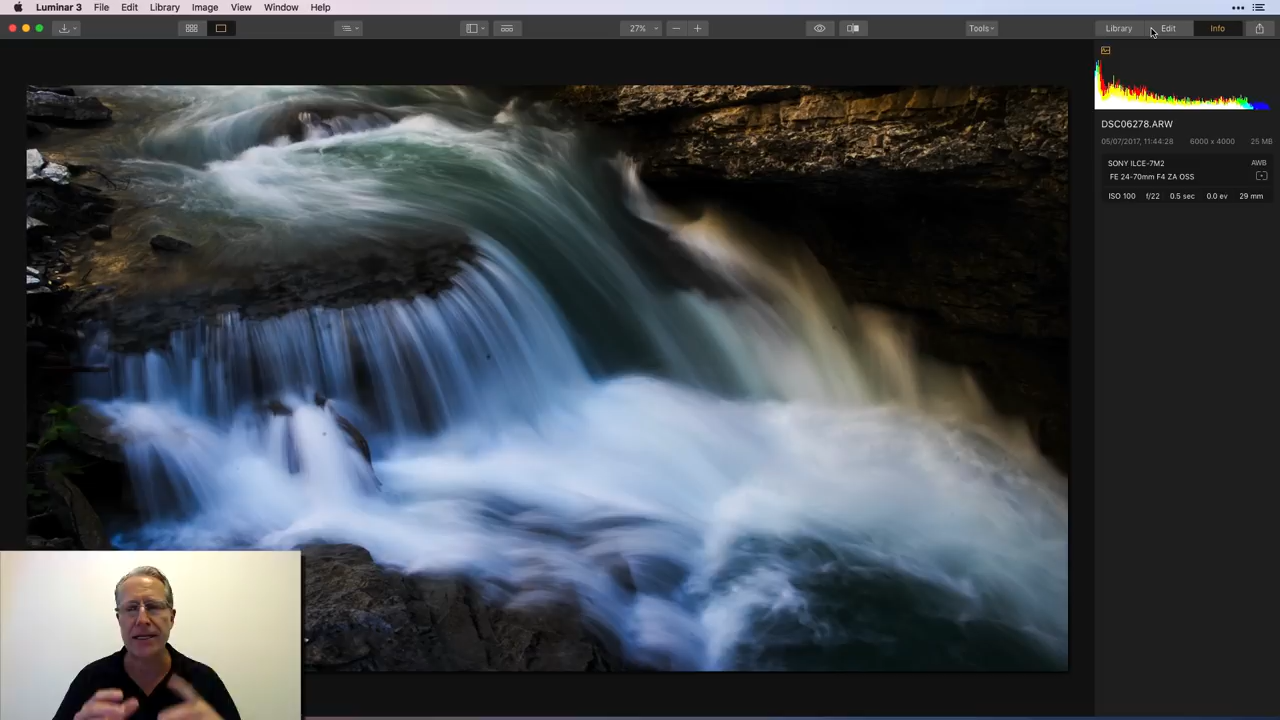 Luminar 3 File Edit Library Image View Window Help
27% Tools Library Edit Info
DSC06278.ARW
05/07/2017, 11:44:28 6000 x 4000 25 MB
SONY ILCE-7M2 AWB
FE 24-70mm F4 ZA OSS
ISO 100 f/22 0.5 sec 0.0 ev 29 mm